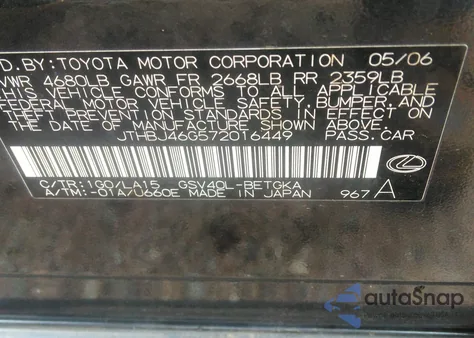 D.BY:TOYOTA MOTOR CORPORATION 05/06
VWR 4680LB GAWR FR 2668LB RR 2359LB
THIS VEHICLE CONFORMS TO ALL APPLICABLE
FEDERAL MOTOR VEHICLE SAFETY,BUMPER,AND
THEFT PREVENTION STANDARDS IN EFFECT ON
THE DATE OF MANUFACTURE SHOWN ABOVE.
JTHBJ46G572016449 PASS.CAR
C/TR:1G0/LA15 GSV40L-BETGKA
A/TM:-01A/U660E MADE IN JAPAN 967 A
autoSnap